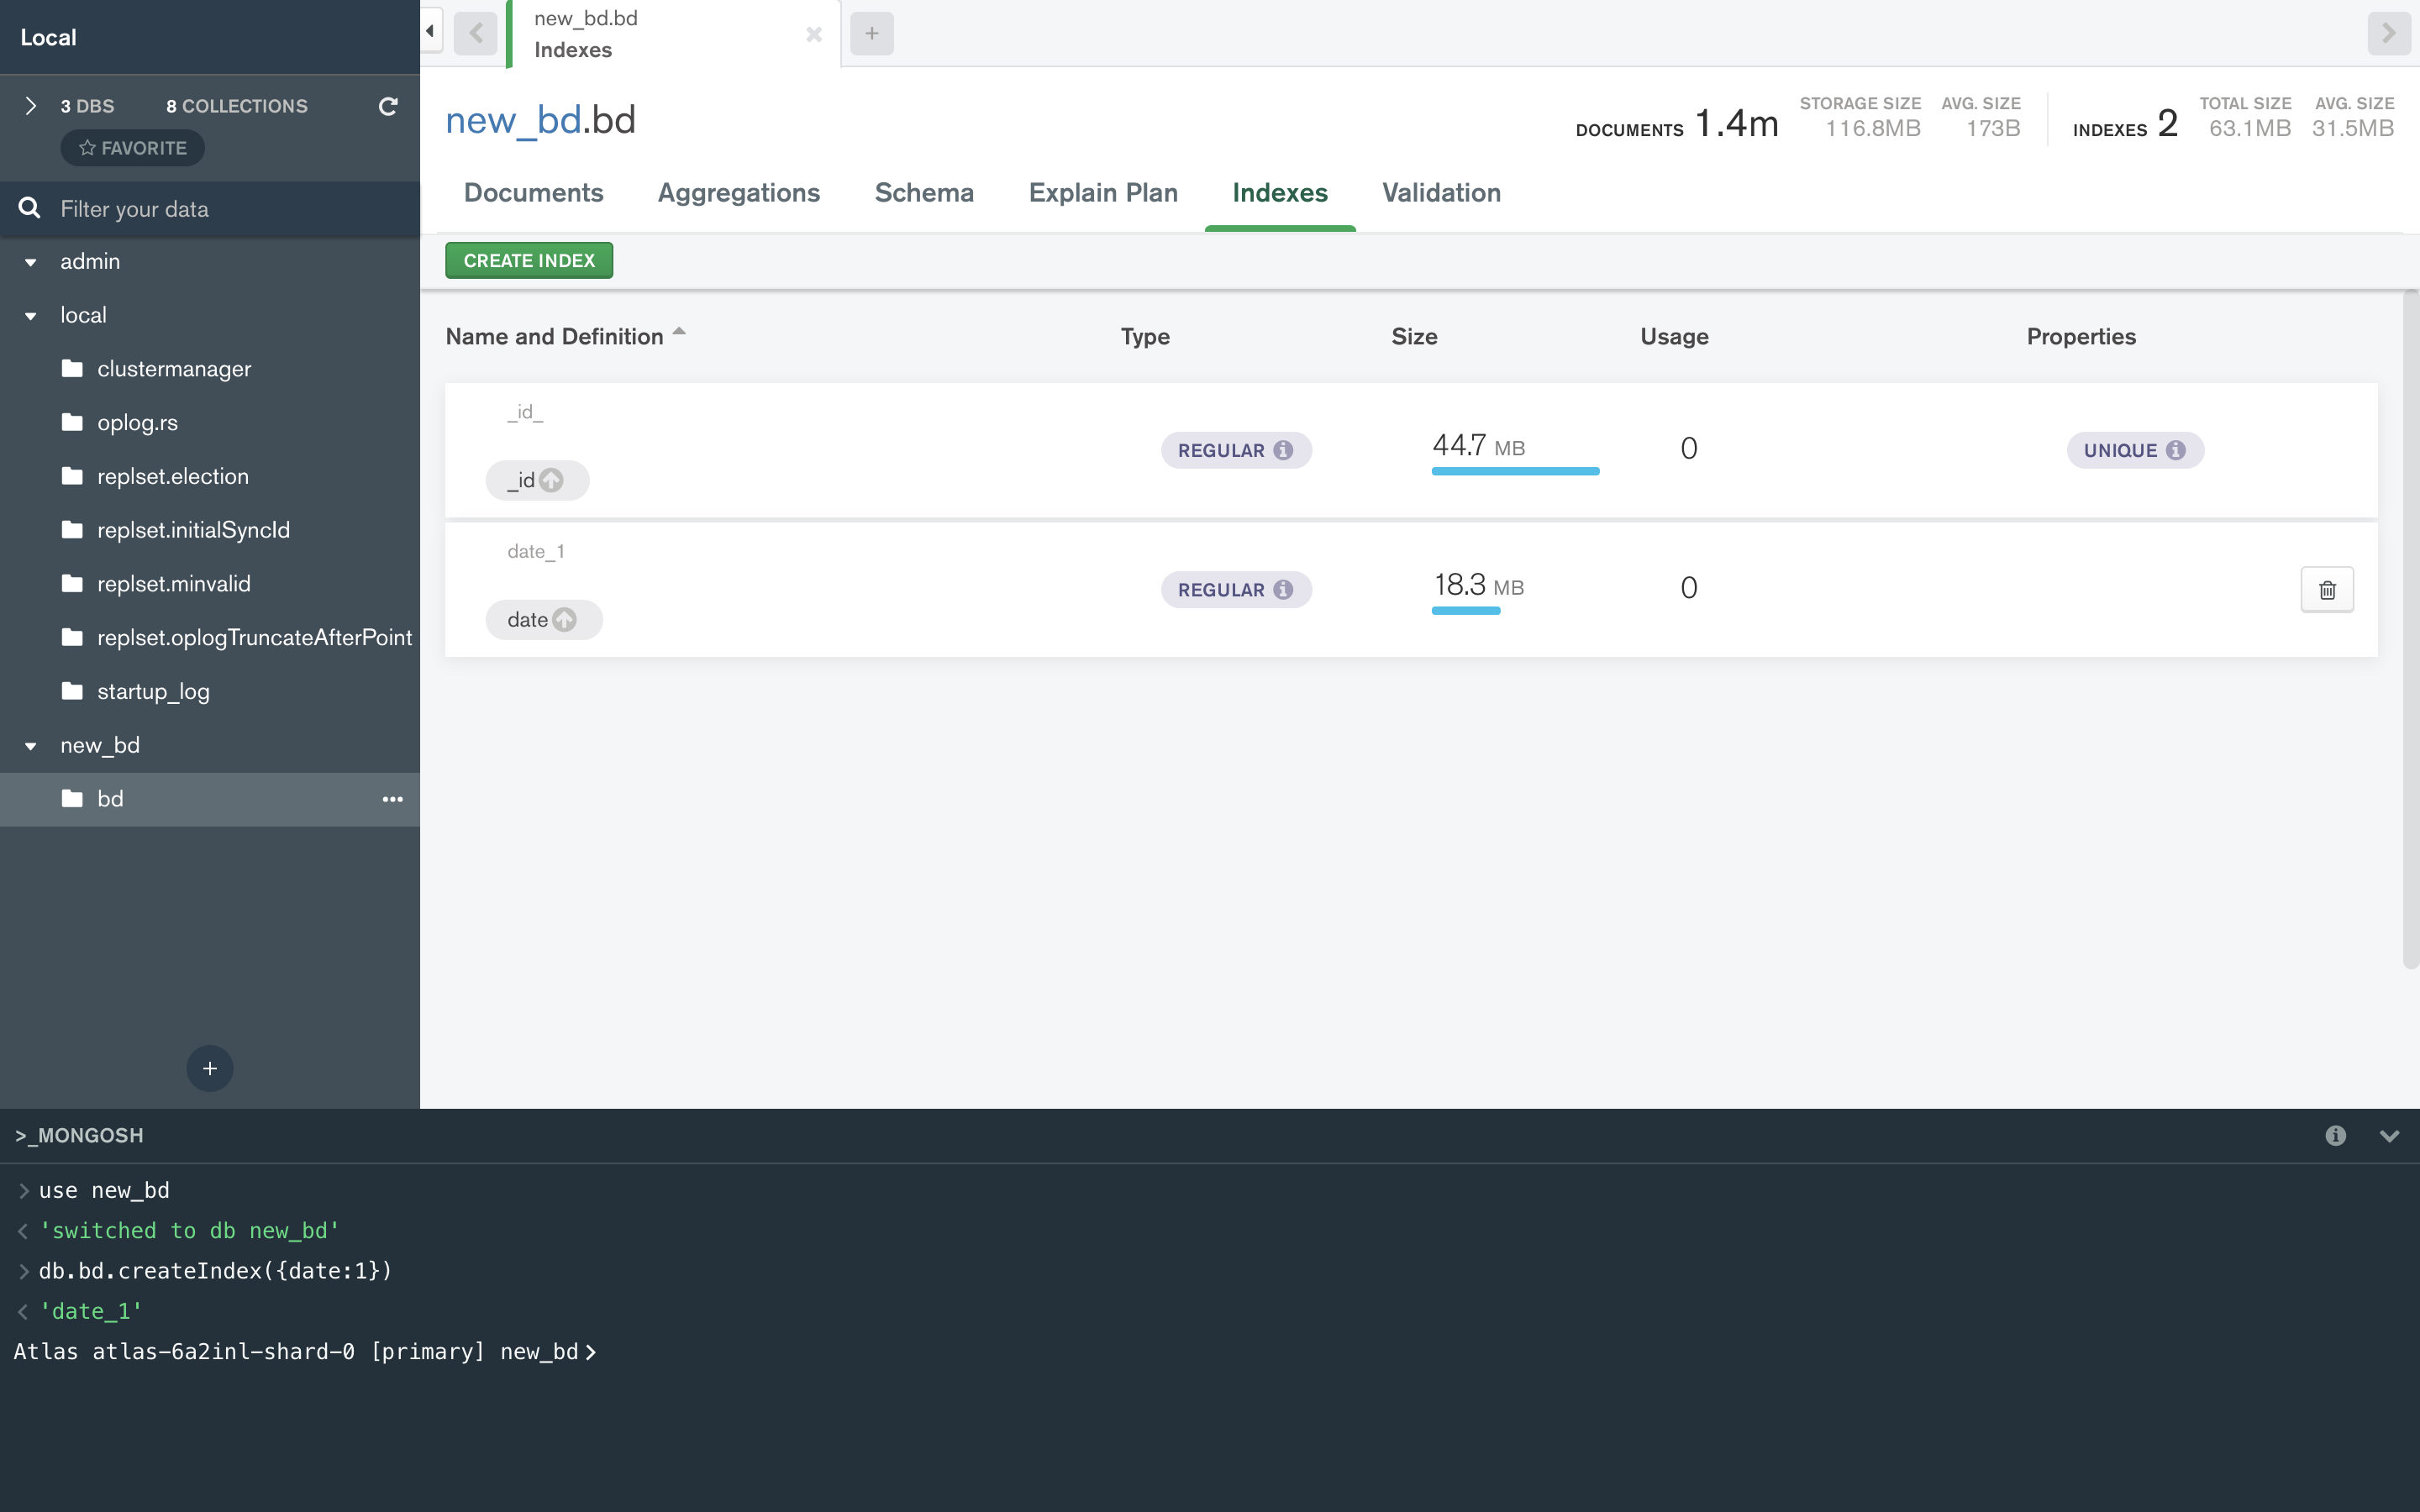 Local
3 DBS 8 COLLECTIONS
FAVORITE
Filter your data
admin
local
clustermanager
oplog.rs
replset.election
replset.initialSyncId
replset.minvalid
replset.oplogTruncateAfterPoint
startup_log
new_bd
bd
new_bd.bd
Indexes
new_bd.bd
DOCUMENTS 1.4m STORAGE SIZE 116.8MB AVG. SIZE 173B INDEXES 2 TOTAL SIZE 63.1MB AVG. SIZE 31.5MB
Documents Aggregations Schema Explain Plan Indexes Validation
CREATE INDEX
Name and Definition Type Size Usage Properties
_id_
_id REGULAR 44.7 MB 0 UNIQUE
date_1
date REGULAR 18.3 MB 0
>_MONGOSH
> use new_bd
< 'switched to db new_bd'
> db.bd.createIndex({date:1})
< 'date_1'
Atlas atlas-6a2inl-shard-0 [primary] new_bd>